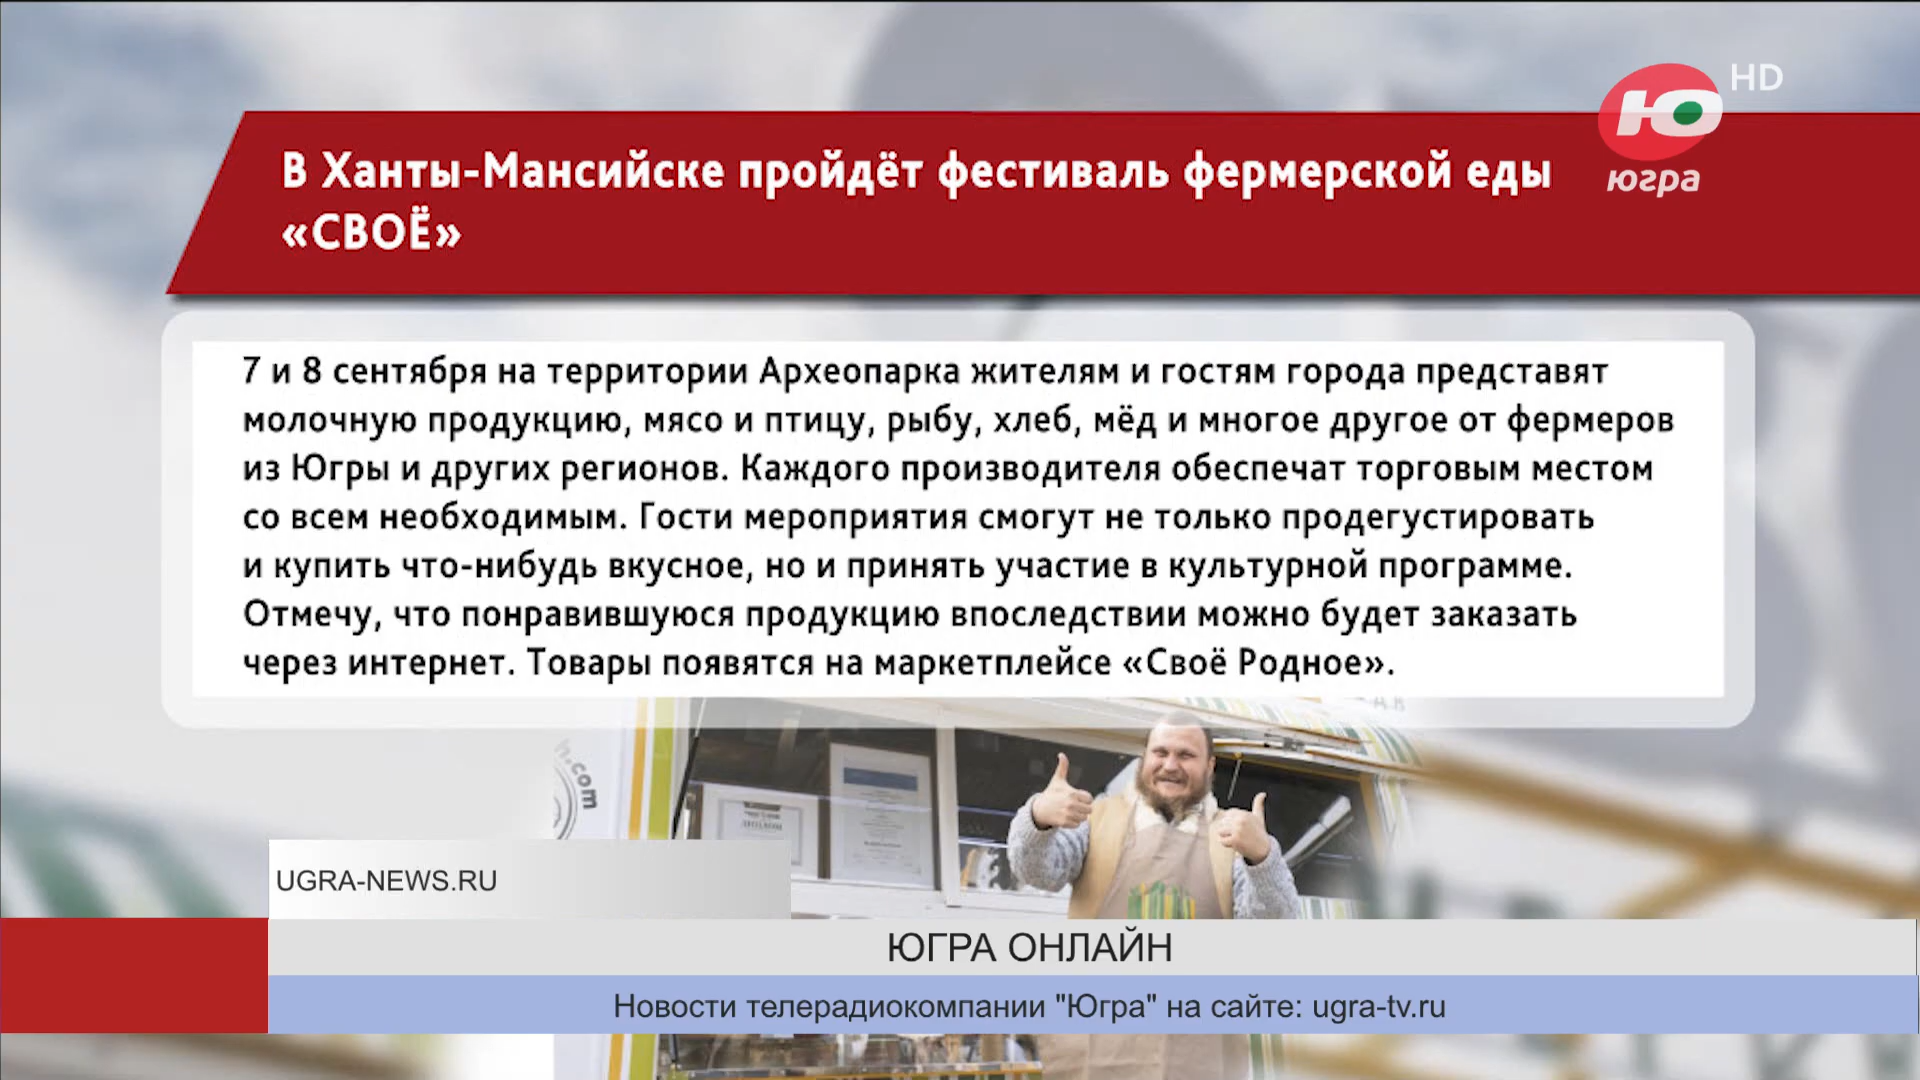 HD
югра
В Ханты-Мансийске пройдёт фестиваль фермерской еды
«СВОЁ»
7 и 8 сентября на территории Археопарка жителям и гостям города представят
молочную продукцию, мясо и птицу, рыбу, хлеб, мёд и многое другое от фермеров
из Югры и других регионов. Каждого производителя обеспечат торговым местом
со всем необходимым. Гости мероприятия смогут не только продегустировать
и купить что-нибудь вкусное, но и принять участие в культурной программе.
Отмечу, что понравившуюся продукцию впоследствии можно будет заказать
через интернет. Товары появятся на маркетплейсе «Своё Родное».
UGRA-NEWS.RU
ЮГРА ОНЛАЙН
Новости телерадиокомпании "Югра" на сайте: ugra-tv.ru